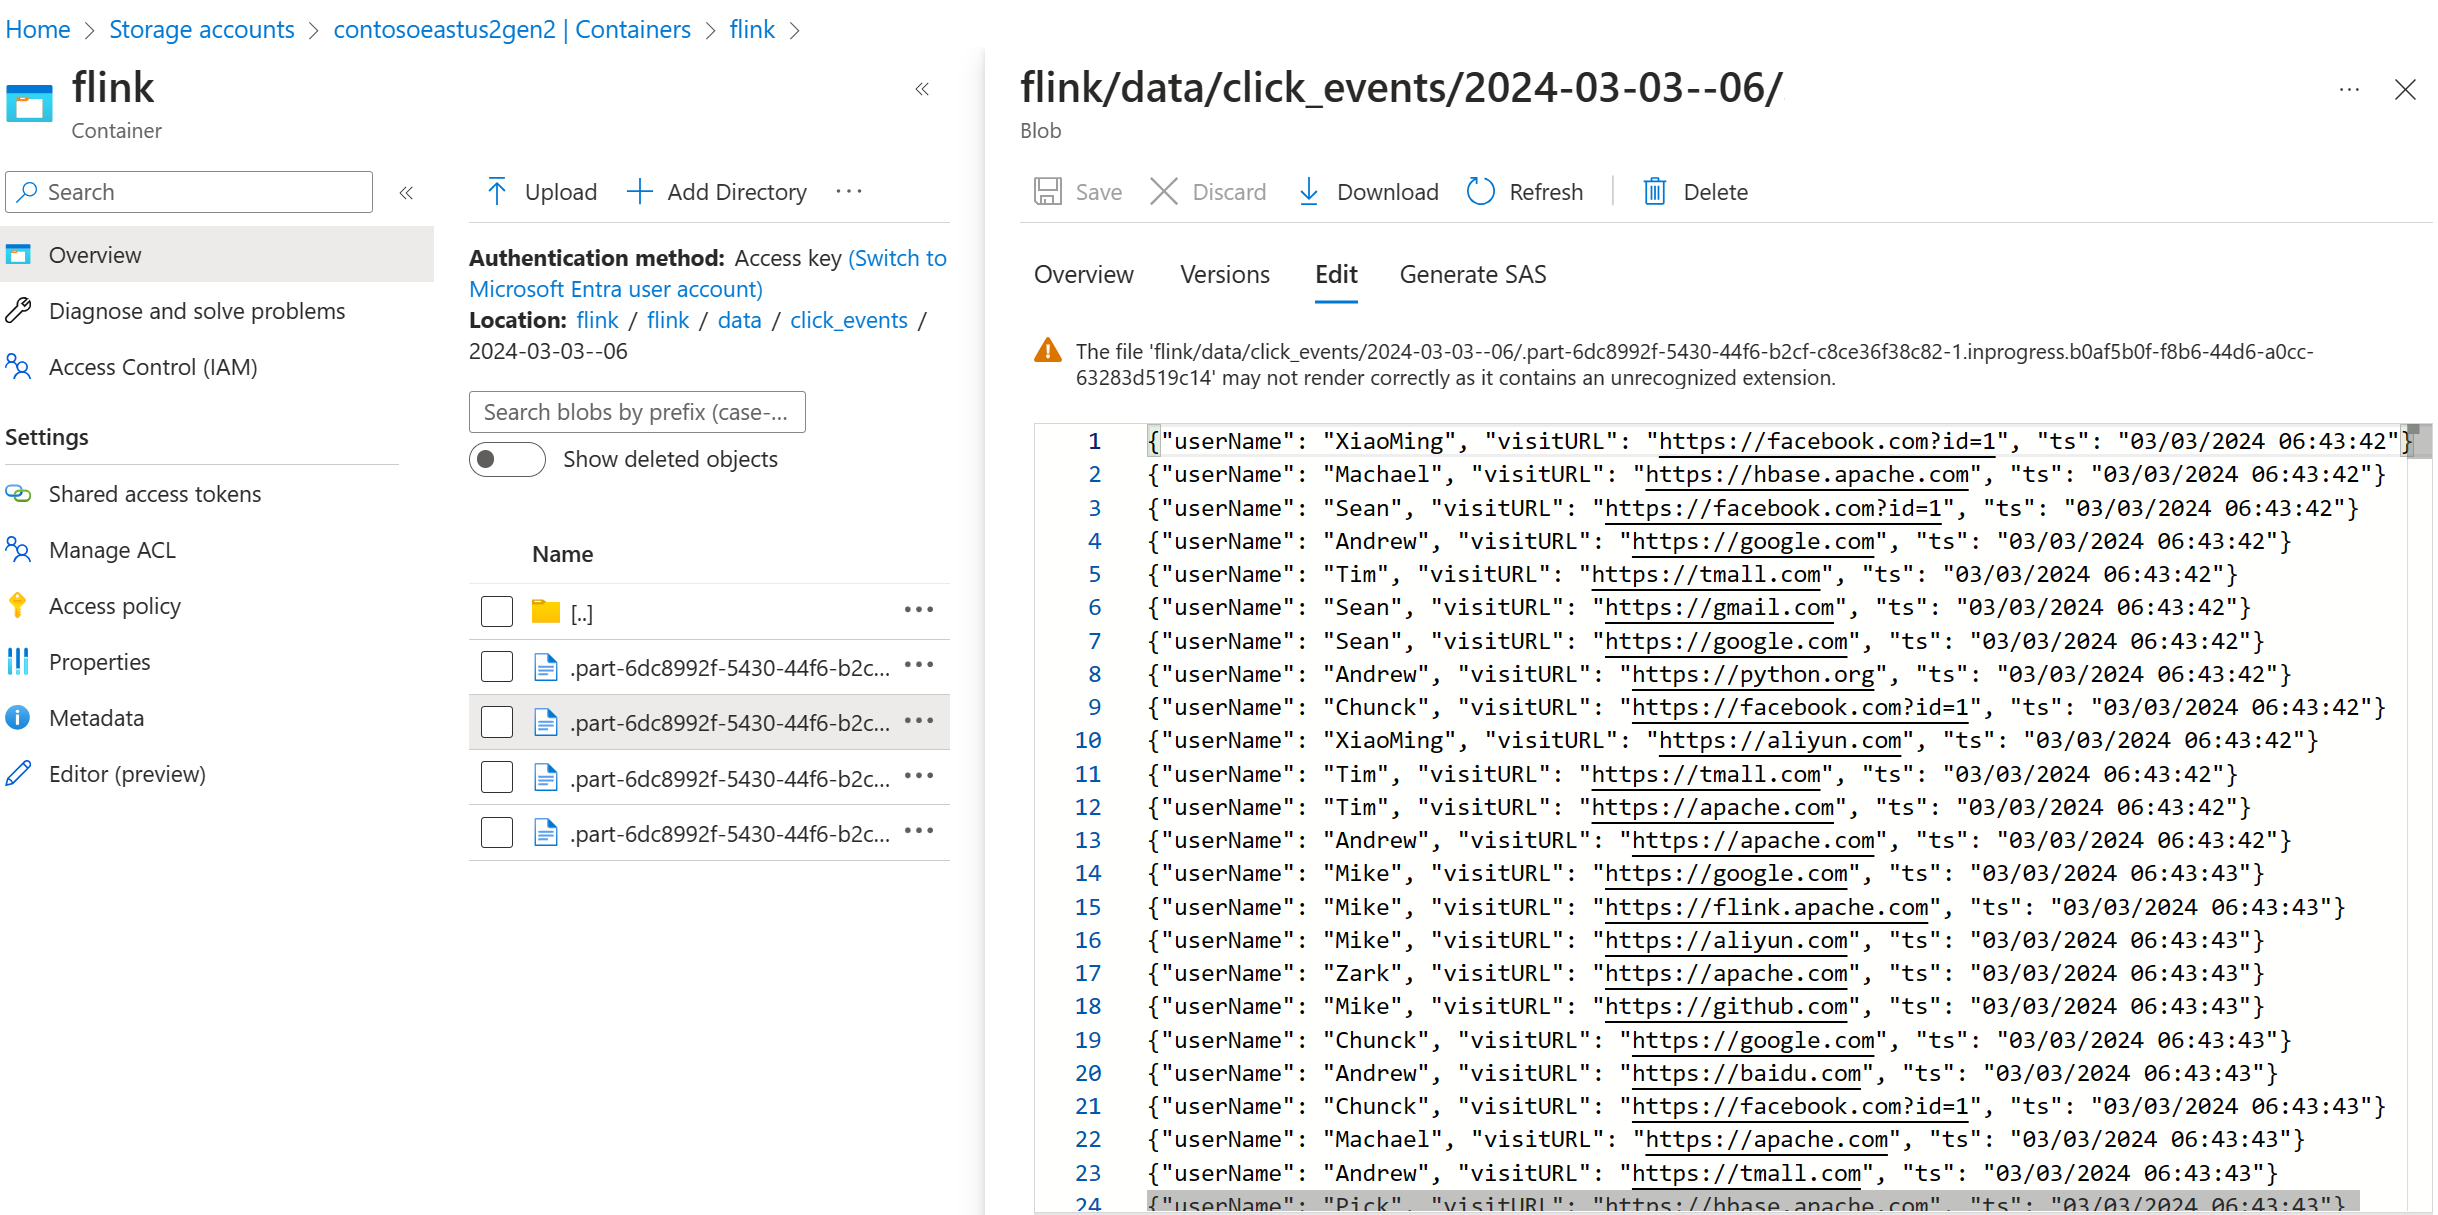 Home > Storage accounts > contosoeastus2gen2 | Containers > flink >
flink
Container
«
Search
«
Overview
Diagnose and solve problems
Access Control (IAM)
Settings
Shared access tokens
Manage ACL
Access policy
Properties
Metadata
Editor (preview)
Upload
Add Directory
···
Authentication method: Access key (Switch to
Microsoft Entra user account)
Location: flink / flink / data / click_events /
2024-03-03--06
Search blobs by prefix (case-...
Show deleted objects
Name
[..] ···
.part-6dc8992f-5430-44f6-b2c... ···
.part-6dc8992f-5430-44f6-b2c... ···
.part-6dc8992f-5430-44f6-b2c... ···
.part-6dc8992f-5430-44f6-b2c... ···
flink/data/click_events/2024-03-03--06/
Blob
···
Save Discard Download Refresh Delete
Overview Versions Edit Generate SAS
The file 'flink/data/click_events/2024-03-03--06/.part-6dc8992f-5430-44f6-b2cf-c8ce36f38c82-1.inprogress.b0af5b0f-f8b6-44d6-a0cc-
63283d519c14' may not render correctly as it contains an unrecognized extension.
1 {"userName": "XiaoMing", "visitURL": "https://facebook.com?id=1", "ts": "03/03/2024 06:43:42"}
2 {"userName": "Machael", "visitURL": "https://hbase.apache.com", "ts": "03/03/2024 06:43:42"}
3 {"userName": "Sean", "visitURL": "https://facebook.com?id=1", "ts": "03/03/2024 06:43:42"}
4 {"userName": "Andrew", "visitURL": "https://google.com", "ts": "03/03/2024 06:43:42"}
5 {"userName": "Tim", "visitURL": "https://tmall.com", "ts": "03/03/2024 06:43:42"}
6 {"userName": "Sean", "visitURL": "https://gmail.com", "ts": "03/03/2024 06:43:42"}
7 {"userName": "Sean", "visitURL": "https://google.com", "ts": "03/03/2024 06:43:42"}
8 {"userName": "Andrew", "visitURL": "https://python.org", "ts": "03/03/2024 06:43:42"}
9 {"userName": "Chunck", "visitURL": "https://facebook.com?id=1", "ts": "03/03/2024 06:43:42"}
10 {"userName": "XiaoMing", "visitURL": "https://aliyun.com", "ts": "03/03/2024 06:43:42"}
11 {"userName": "Tim", "visitURL": "https://tmall.com", "ts": "03/03/2024 06:43:42"}
12 {"userName": "Tim", "visitURL": "https://apache.com", "ts": "03/03/2024 06:43:42"}
13 {"userName": "Andrew", "visitURL": "https://apache.com", "ts": "03/03/2024 06:43:42"}
14 {"userName": "Mike", "visitURL": "https://google.com", "ts": "03/03/2024 06:43:43"}
15 {"userName": "Mike", "visitURL": "https://flink.apache.com", "ts": "03/03/2024 06:43:43"}
16 {"userName": "Mike", "visitURL": "https://aliyun.com", "ts": "03/03/2024 06:43:43"}
17 {"userName": "Zark", "visitURL": "https://apache.com", "ts": "03/03/2024 06:43:43"}
18 {"userName": "Mike", "visitURL": "https://github.com", "ts": "03/03/2024 06:43:43"}
19 {"userName": "Chunck", "visitURL": "https://google.com", "ts": "03/03/2024 06:43:43"}
20 {"userName": "Andrew", "visitURL": "https://baidu.com", "ts": "03/03/2024 06:43:43"}
21 {"userName": "Chunck", "visitURL": "https://facebook.com?id=1", "ts": "03/03/2024 06:43:43"}
22 {"userName": "Machael", "visitURL": "https://apache.com", "ts": "03/03/2024 06:43:43"}
23 {"userName": "Andrew", "visitURL": "https://tmall.com", "ts": "03/03/2024 06:43:43"}
24 {"userName": "Pick", "visitURL": "https://hbase.apache.com", "ts": "03/03/2024 06:43:43"}